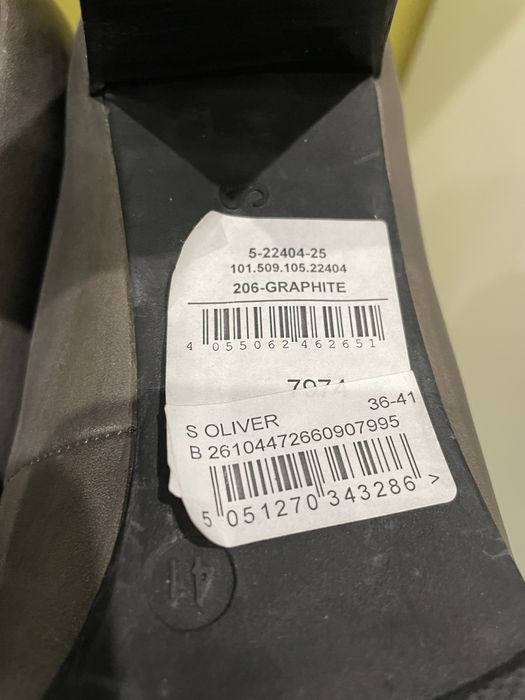 S
5-22404-25
101.509.105.22404
206-GRAPHITE
4 055062 462651
S OLIVER 36-41
B 26104472660907995
5 051270 343286 >
41